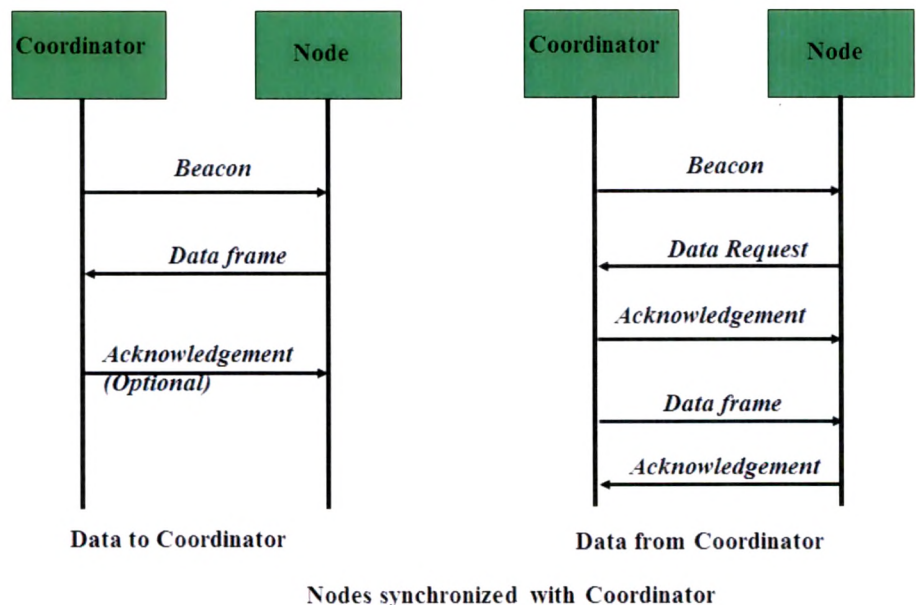 Coordinator
Node
Beacon
Data frame
Acknowledgement
(Optional)
Data to Coordinator
Coordinator
Node
Beacon
Data Request
Acknowledgement
Data frame
Acknowledgement
Data from Coordinator
Nodes synchronized with Coordinator